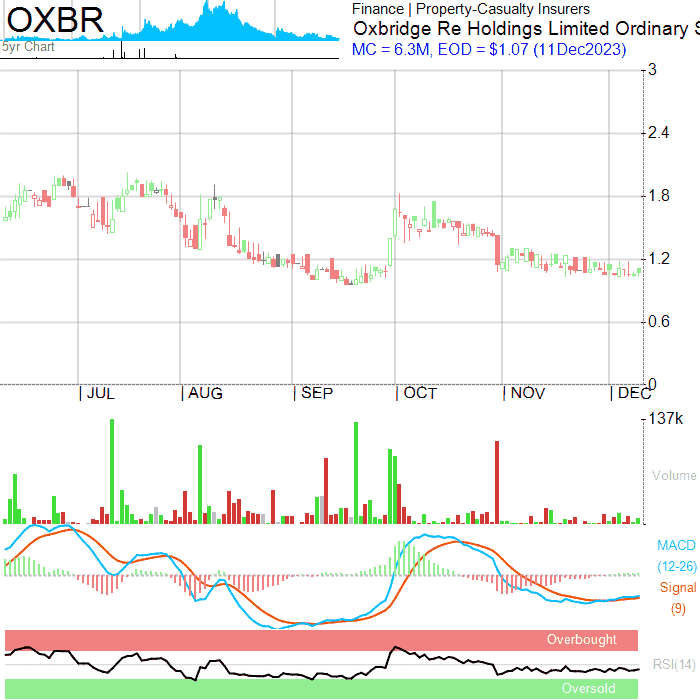 OXBR
5yr Chart
Finance | Property-Casualty Insurers
Oxbridge Re Holdings Limited Ordinary S
MC = 6.3M, EOD = $1.07 (11Dec2023)
3
2.4
1.8
1.2
0.6
0
| JUL | AUG | SEP | OCT | NOV | DEC
137k
Volume
MACD
(12-26)
Signal
(9)
Overbought
RSI(14)
Oversold